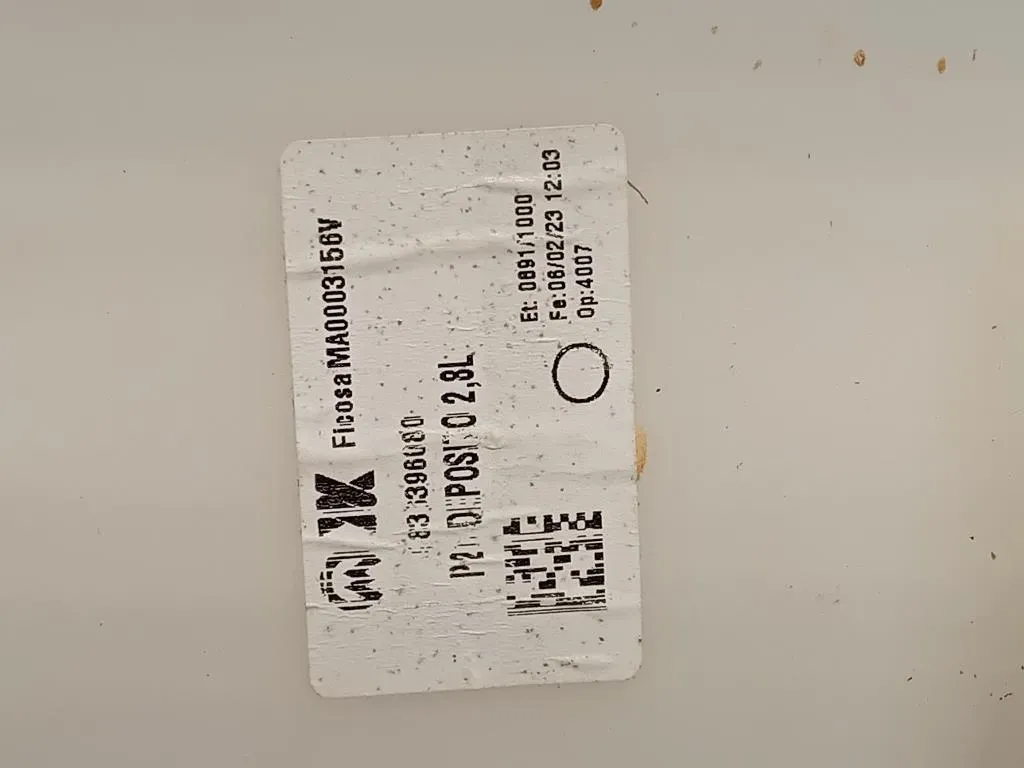 Ficosa MA0003156V
DEPOSITO 2,8L
Et: 0891/1000
Fe:06/02/23 12:03
Op:4007